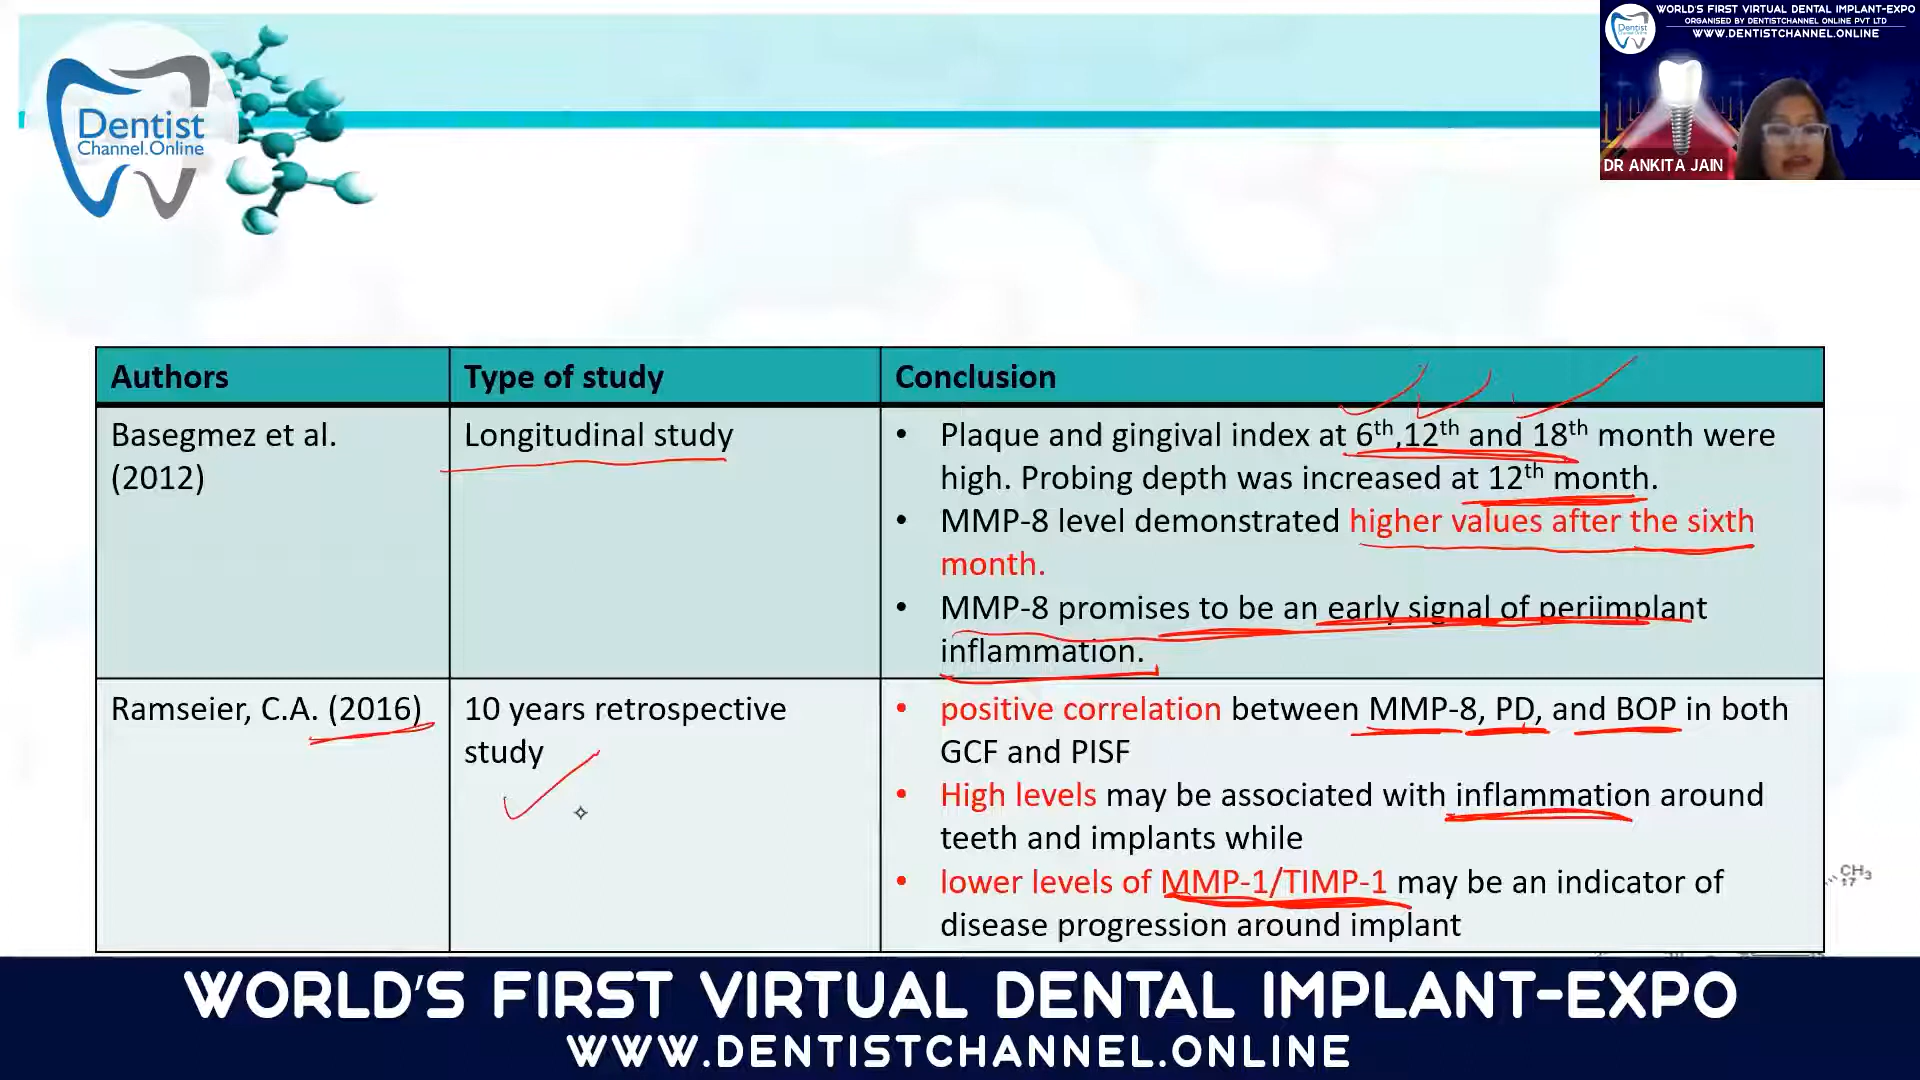 Dentist
Channel.Online
WORLD'S FIRST VIRTUAL DENTAL IMPLANT-EXPO
ORGANISED BY DENTISTCHANNEL ONLINE PVT LTD
WWW.DENTISTCHANNEL.ONLINE
DR ANKITA JAIN
Authors
Type of study
Conclusion
Basegmez et al.
(2012)
Longitudinal study
• Plaque and gingival index at 6th,12th and 18th month were
high. Probing depth was increased at 12th month.
• MMP-8 level demonstrated higher values after the sixth
month.
• MMP-8 promises to be an early signal of periimplant
inflammation.
Ramseier, C.A. (2016)
10 years retrospective
study
• positive correlation between MMP-8, PD, and BOP in both
GCF and PISF
• High levels may be associated with inflammation around
teeth and implants while
• lower levels of MMP-1/TIMP-1 may be an indicator of
disease progression around implant
CH3
17
WORLD'S FIRST VIRTUAL DENTAL IMPLANT-EXPO
WWW.DENTISTCHANNEL.ONLINE